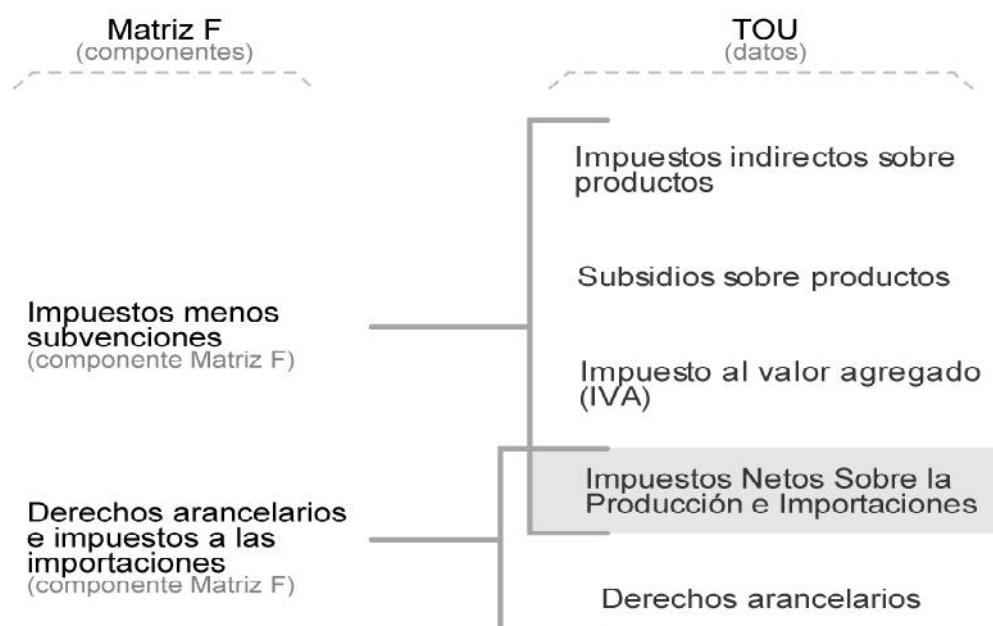 Matriz F
(componentes)
TOU
(datos)
Impuestos indirectos sobre
productos
Subsidios sobre productos
Impuestos menos
subvenciones
(componente Matriz F)
Impuesto al valor agregado
(IVA)
Impuestos Netos Sobre la
Producción e Importaciones
Derechos arancelarios
e impuestos a las
importaciones
(componente Matriz F)
Derechos arancelarios